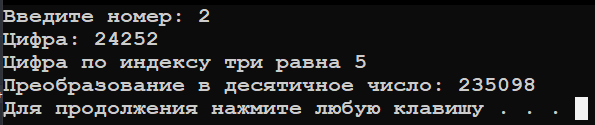 Введите номер: 2
Цифра: 24252
Цифра по индексу три равна 5
Преобразование в десятичное число: 235098
Для продолжения нажмите любую клавишу . . .